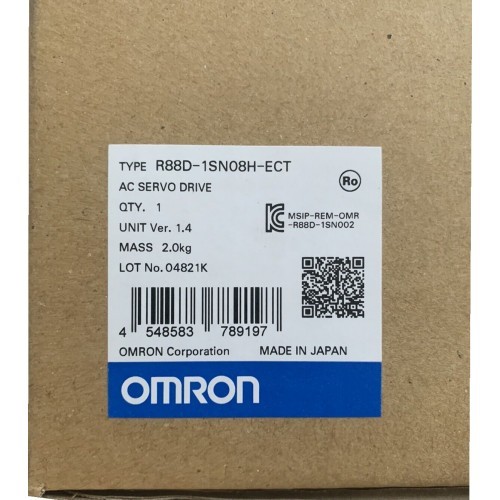 TYPE R88D-1SN08H-ECT
AC SERVO DRIVE
Ro
QTY. 1
MSIP-REM-OMR
-R88D-1SN002
UNIT Ver. 1.4
MASS 2.0kg
LOT No. 04821K
4 548583 789197
OMRON Corporation MADE IN JAPAN
OMRON